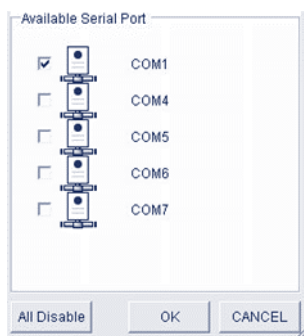 Available Serial Port
COM1
COM4
COM5
COM6
COM7
All Disable OK CANCEL